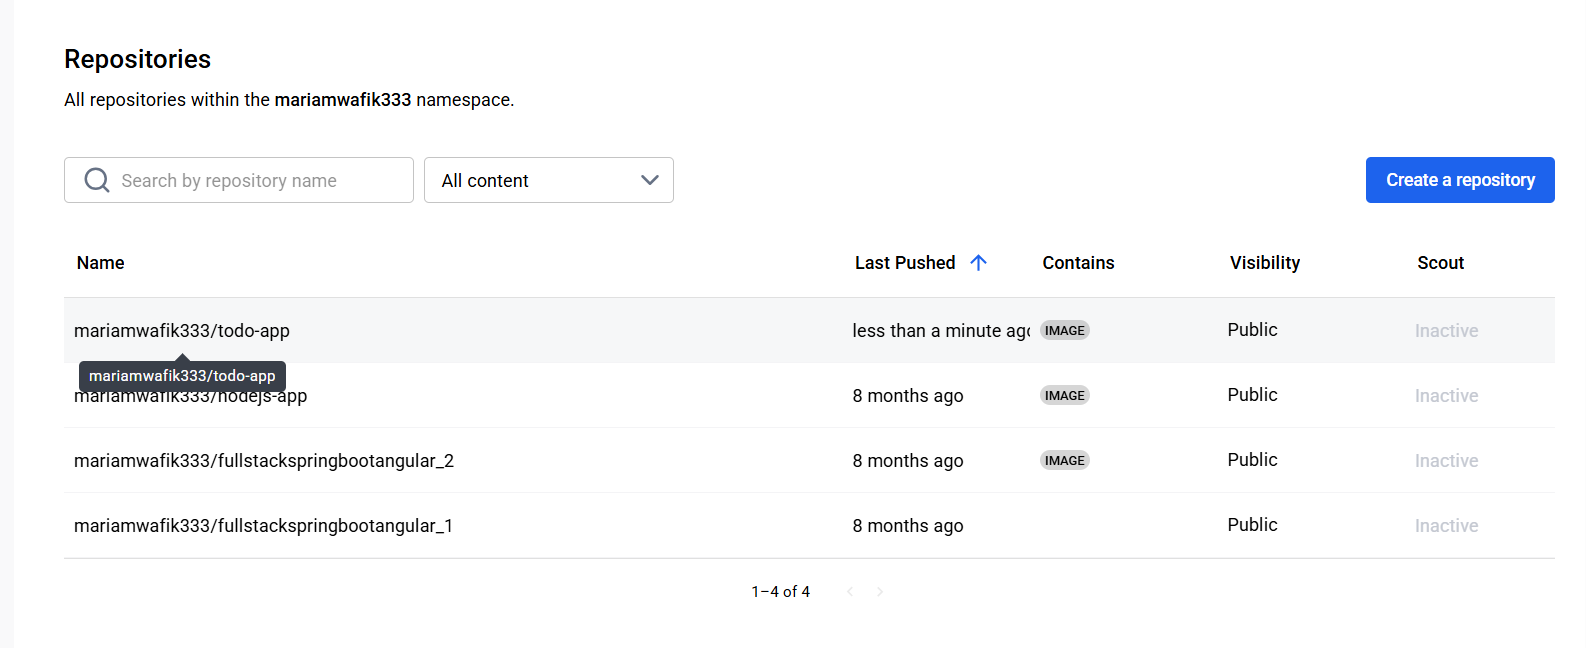 Repositories
All repositories within the mariamwafik333 namespace.
Search by repository name
All content
Create a repository
Name Last Pushed Contains Visibility Scout
mariamwafik333/todo-app less than a minute ago IMAGE Public Inactive
mariamwafik333/todo-app
mariamwafik333/nodejs-app 8 months ago IMAGE Public Inactive
mariamwafik333/fullstackspringbootangular_2 8 months ago IMAGE Public Inactive
mariamwafik333/fullstackspringbootangular_1 8 months ago Public Inactive
1–4 of 4